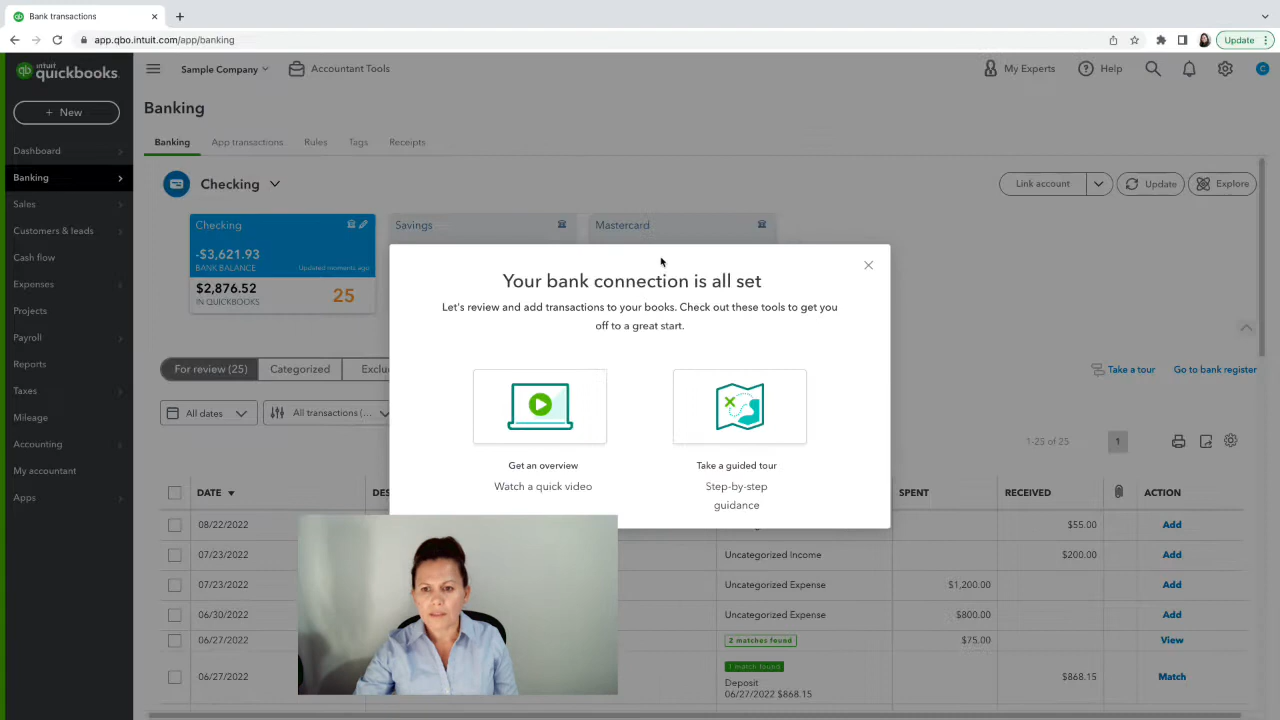 Bank transactions
app.qbo.intuit.com/app/banking
Update
qb intuit quickbooks.
Sample Company
Accountant Tools
My Experts
Help
C
+ New
Banking
Dashboard
Banking
Sales
Customers & leads
Cash flow
Expenses
Projects
Payroll
Reports
Taxes
Mileage
Accounting
My accountant
Apps
Banking
App transactions
Rules
Tags
Receipts
Checking
Link account
Update
Explore
Checking
-$3,621.93
BANK BALANCE
Updated moments ago
$2,876.52
IN QUICKBOOKS
25
Savings
Mastercard
Your bank connection is all set
Let's review and add transactions to your books. Check out these tools to get you
off to a great start.
Get an overview
Watch a quick video
Take a guided tour
Step-by-step
guidance
For review (25)
Categorized
Exclu
Take a tour
Go to bank register
All dates
All transactions (...
1-25 of 25
1
DATE
DES
SPENT
RECEIVED
ACTION
08/22/2022
$55.00
Add
07/23/2022
Uncategorized Income
$200.00
Add
07/23/2022
Uncategorized Expense
$1,200.00
Add
06/30/2022
Uncategorized Expense
$800.00
Add
06/27/2022
2 matches found
$75.00
View
06/27/2022
1 match found
Deposit
06/27/2022 $868.15
$868.15
Match